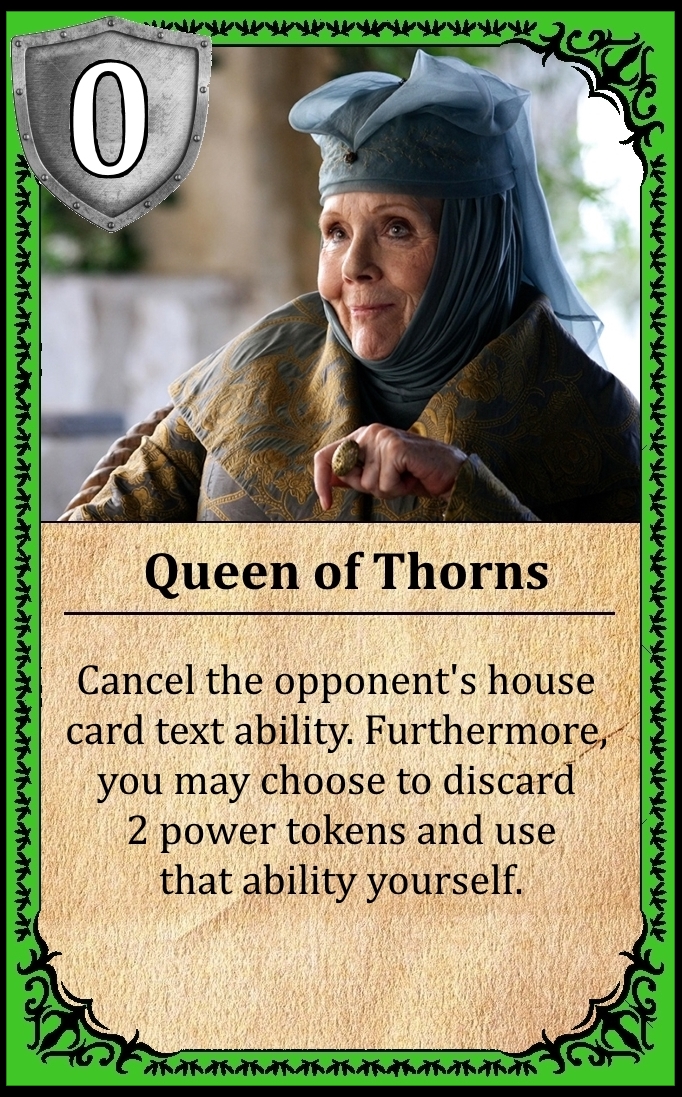 0
Queen of Thorns
Cancel the opponent's house
card text ability. Furthermore,
you may choose to discard
2 power tokens and use
that ability yourself.